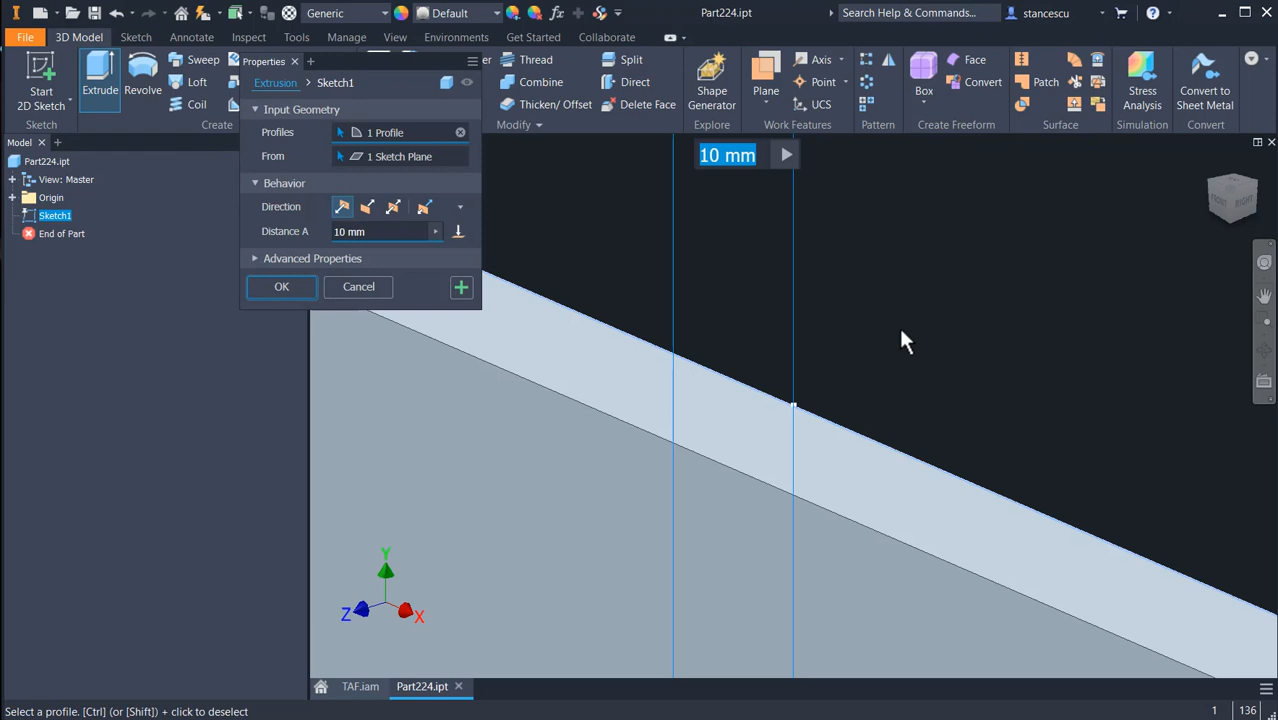 Generic
Default
Part224.ipt
Search Help & Commands...
stancescu
File
3D Model
Sketch
Annotate
Inspect
Tools
Manage
View
Environments
Get Started
Collaborate
Start
2D Sketch
Extrude
Revolve
Sweep
Loft
Coil
Thread
Combine
Thicken/ Offset
Split
Direct
Delete Face
Shape
Generator
Plane
Axis
Point
UCS
Box
Face
Convert
Patch
Stress
Analysis
Convert to
Sheet Metal
Sketch
Create
Modify
Explore
Work Features
Pattern
Create Freeform
Surface
Simulation
Convert
Properties
Extrusion > Sketch1
Input Geometry
Profiles 1 Profile
From 1 Sketch Plane
Behavior
Direction
Distance A 10 mm
Advanced Properties
OK Cancel
Model
Part224.ipt
View: Master
Origin
Sketch1
End of Part
10 mm
FRONT RIGHT
Y
Z
X
TAF.iam
Part224.ipt
Select a profile. [Ctrl] (or [Shift]) + click to deselect
1 136